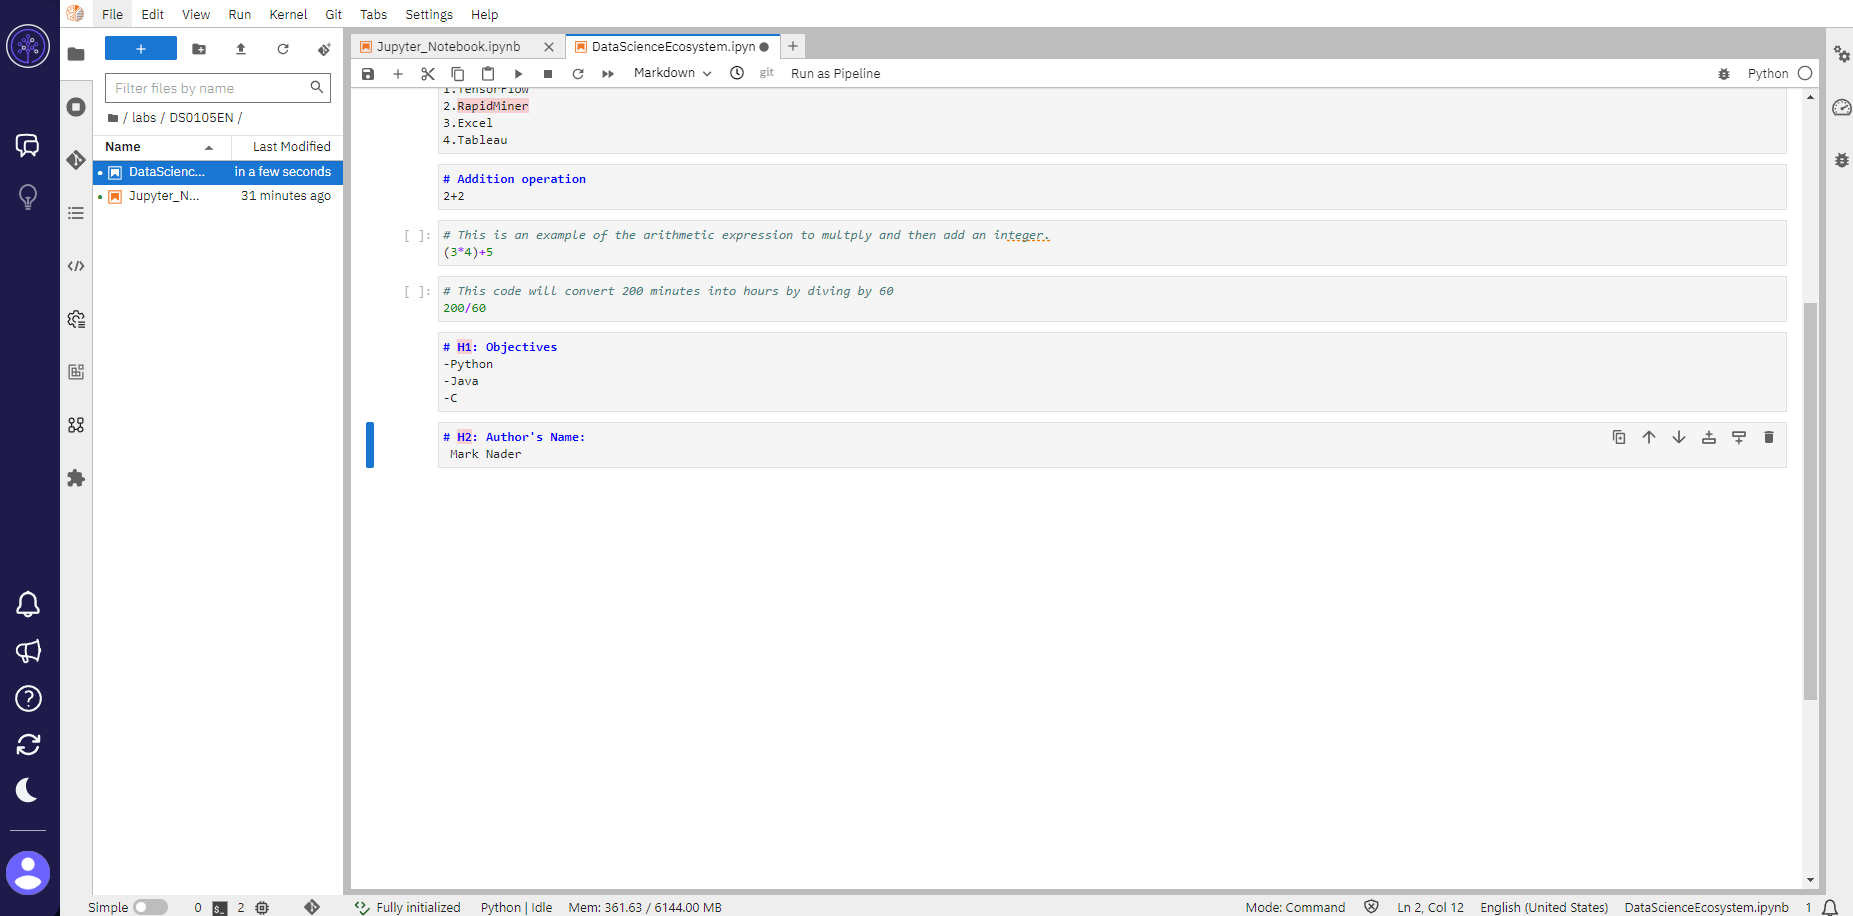 File Edit View Run Kernel Git Tabs Settings Help
+
Filter files by name
/ labs / DS0105EN /
Name Last Modified
DataScienc... in a few seconds
Jupyter_N... 31 minutes ago
Jupyter_Notebook.ipynb
DataScienceEcosystem.ipyn
Markdown git Run as Pipeline Python
1.TensorFlow
2.RapidMiner
3.Excel
4.Tableau
# Addition operation
2+2
[ ]: # This is an example of the arithmetic expression to multply and then add an integer.
(3*4)+5
[ ]: # This code will convert 200 minutes into hours by diving by 60
200/60
# H1: Objectives
-Python
-Java
-C
# H2: Author's Name:
Mark Nader
Simple 0 2 Fully initialized Python | Idle Mem: 361.63 / 6144.00 MB Mode: Command Ln 2, Col 12 English (United States) DataScienceEcosystem.ipynb 1